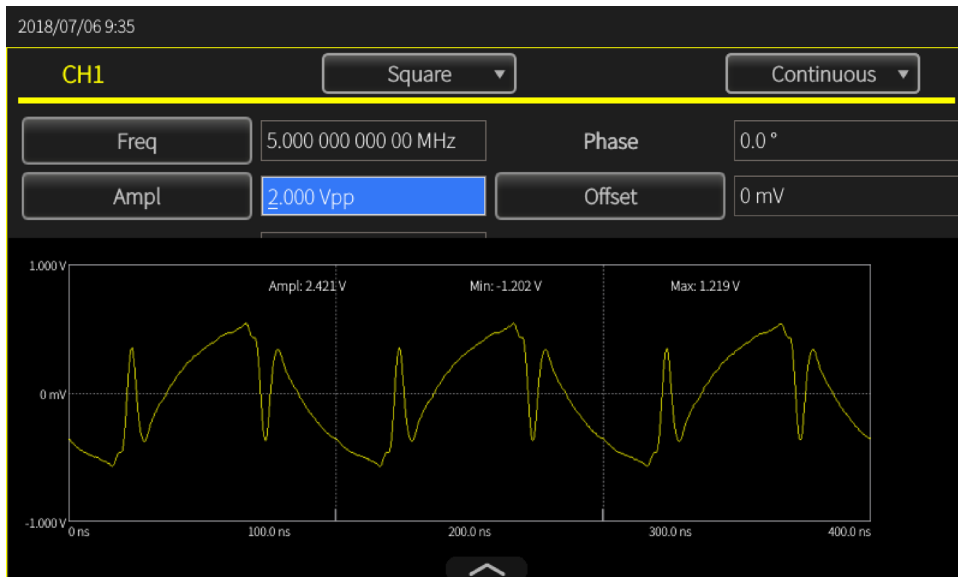 2018/07/06 9:35
CH1 Square Continuous
Freq 5.000 000 000 00 MHz Phase 0.0 °
Ampl 2.000 Vpp Offset 0 mV
1.000 V
Ampl: 2.421 V Min: -1.202 V Max: 1.219 V
0 mV
-1.000 V
0 ns 100.0 ns 200.0 ns 300.0 ns 400.0 ns